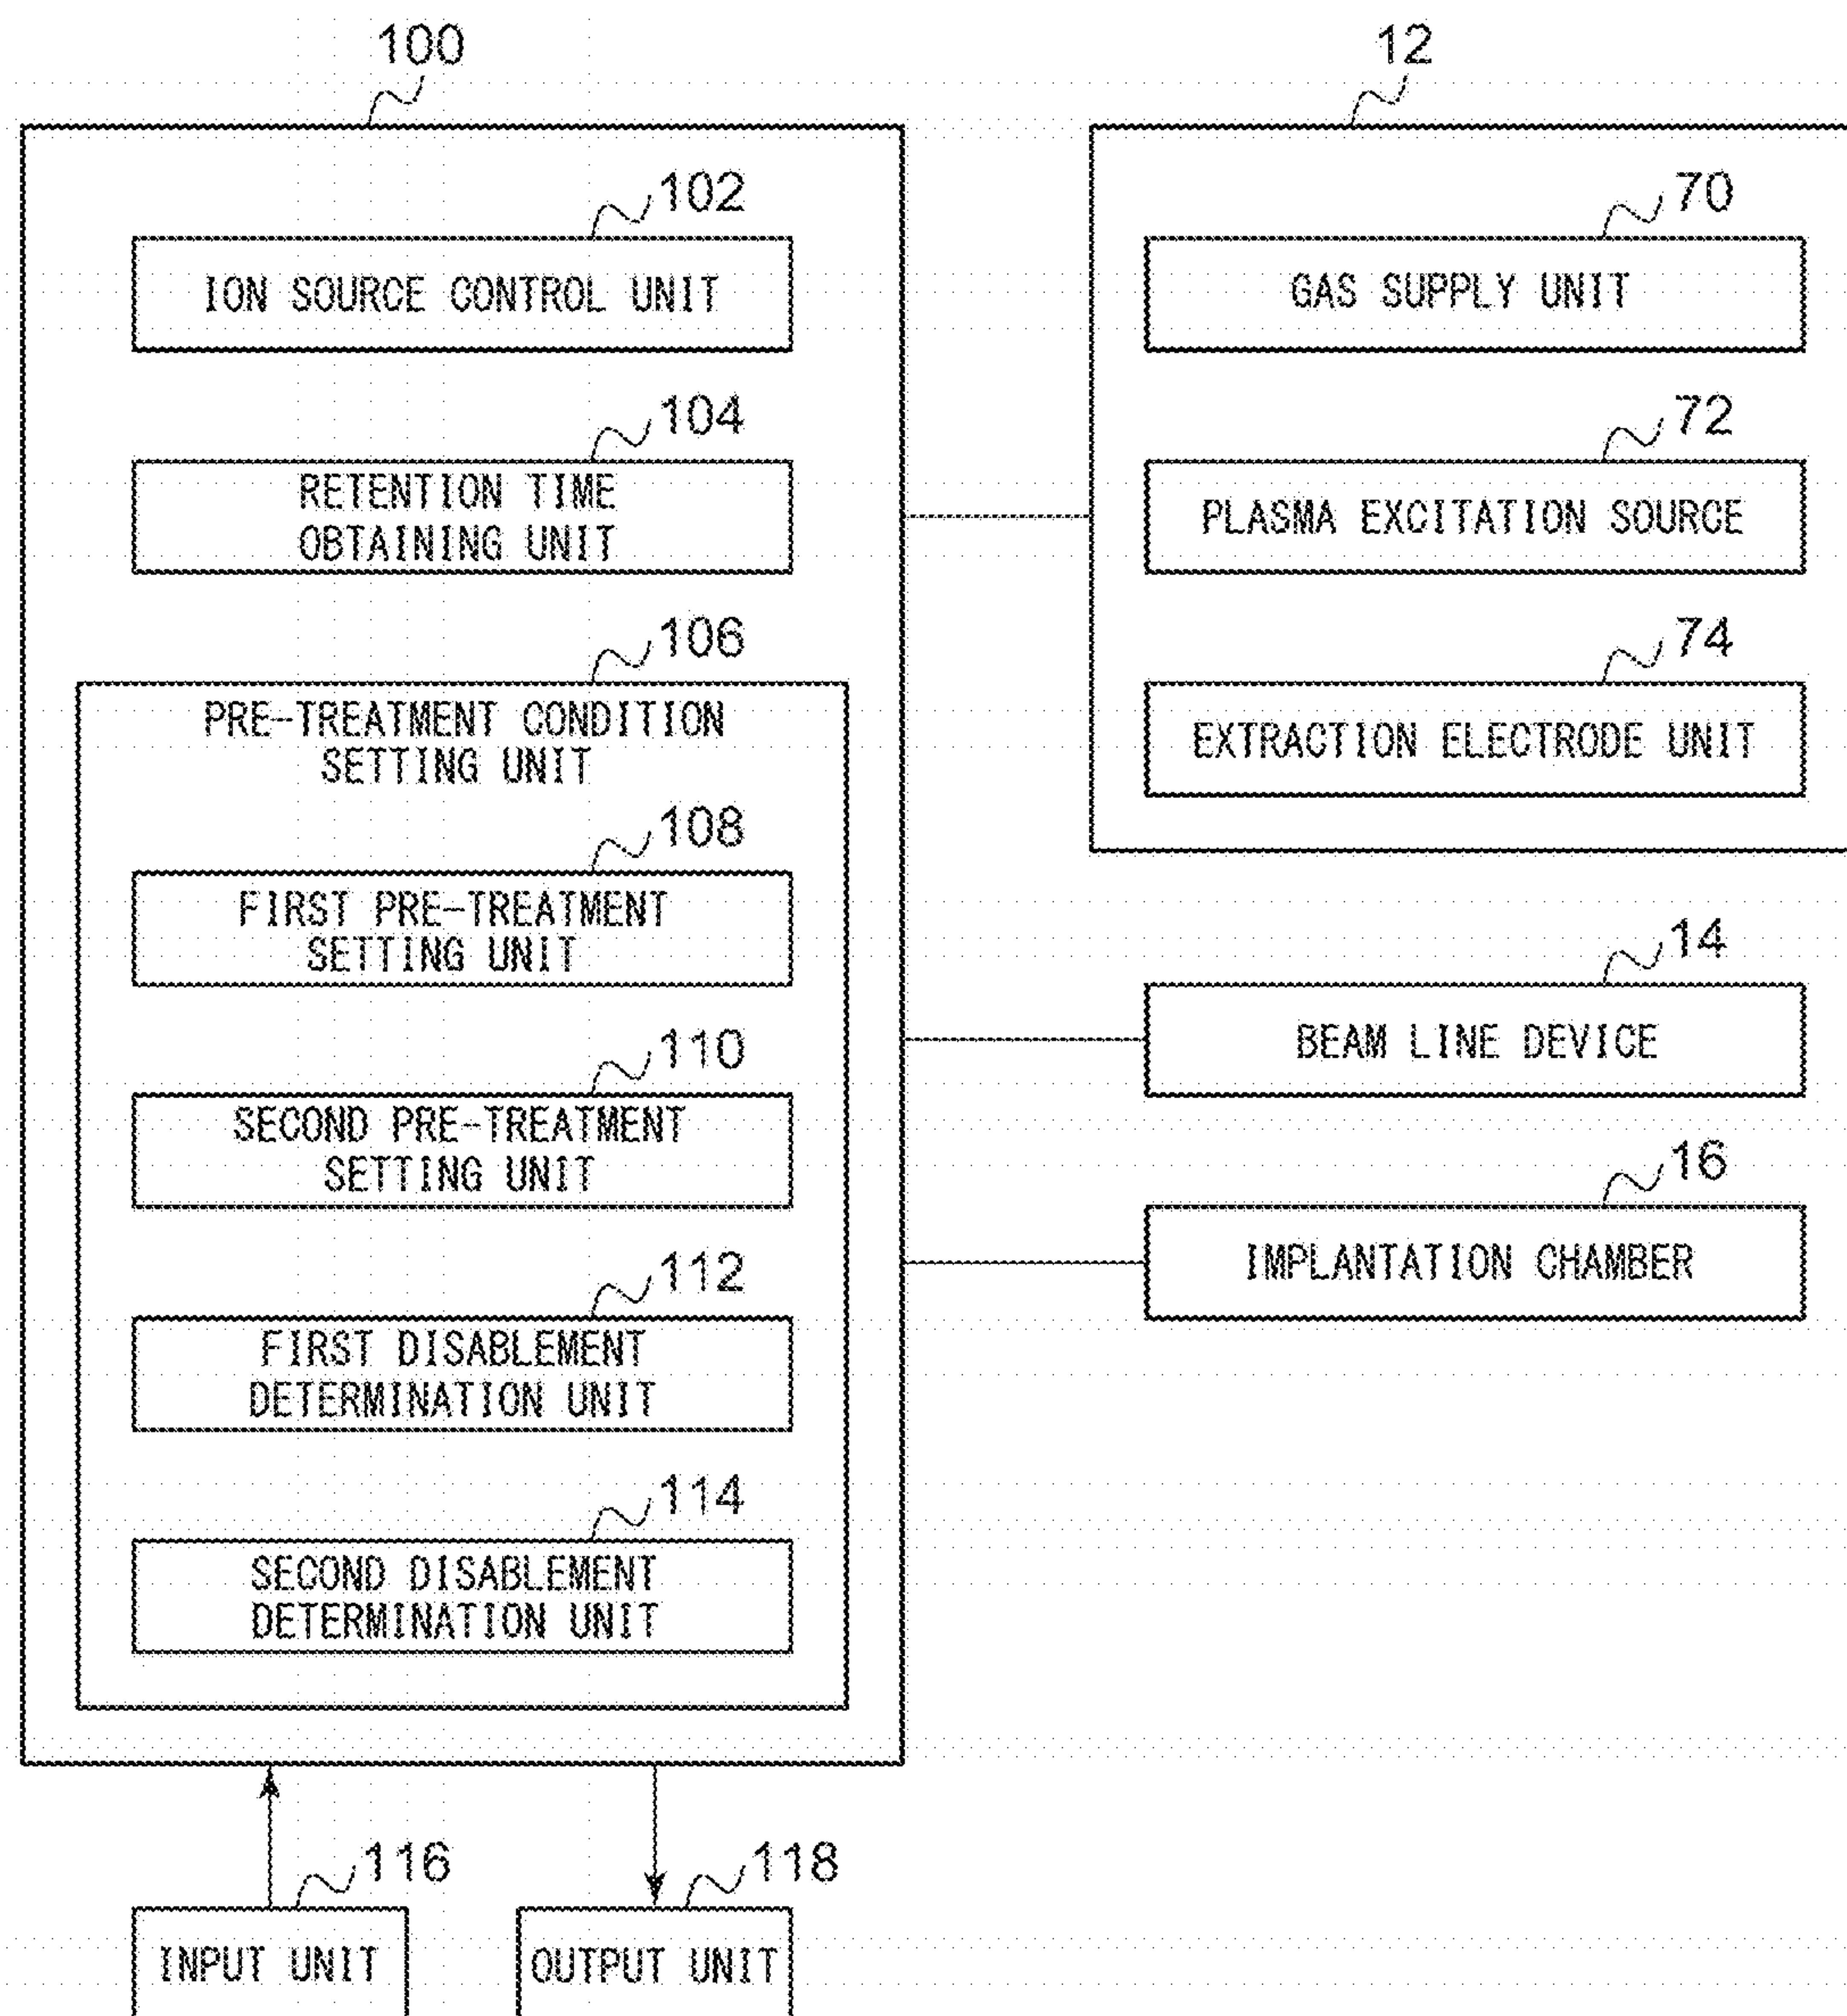 100
102
ION SOURCE CONTROL UNIT
104
RETENTION TIME
OBTAINING UNIT
106
PRE-TREATMENT CONDITION
SETTING UNIT
108
FIRST PRE-TREATMENT
SETTING UNIT
110
SECOND PRE-TREATMENT
SETTING UNIT
112
FIRST DISABLEMENT
DETERMINATION UNIT
114
SECOND DISABLEMENT
DETERMINATION UNIT
116
INPUT UNIT
118
OUTPUT UNIT
12
70
GAS SUPPLY UNIT
72
PLASMA EXCITATION SOURCE
74
EXTRACTION ELECTRODE UNIT
14
BEAM LINE DEVICE
16
IMPLANTATION CHAMBER